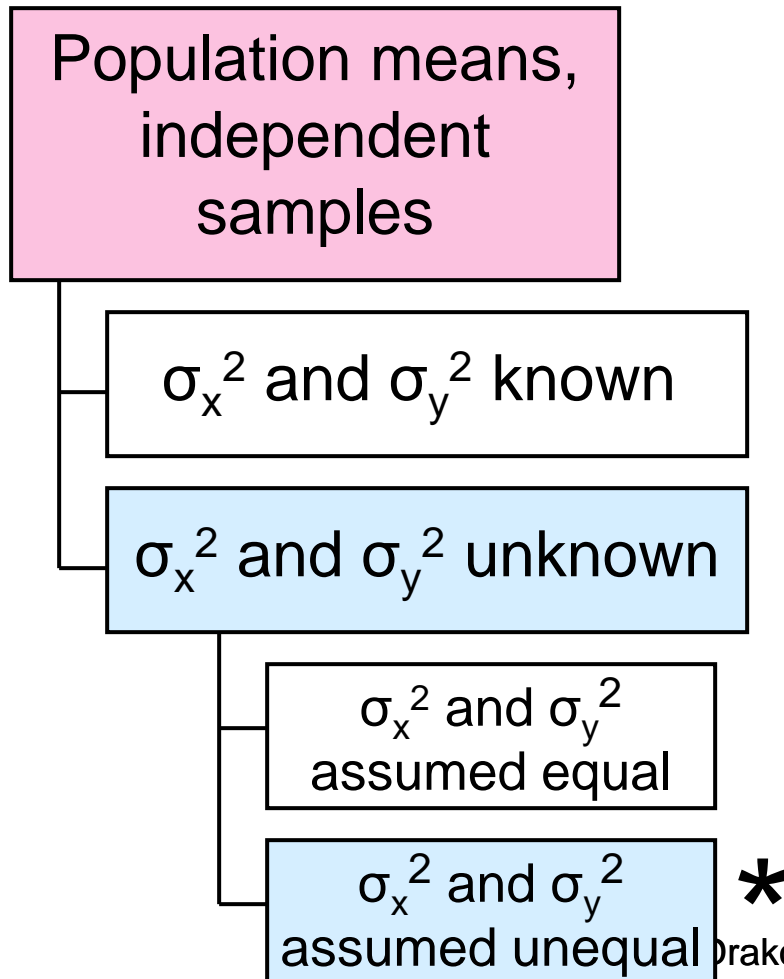 Population means,
independent
samples
σx² and σy² known
σx² and σy² unknown
σx² and σy²
assumed equal
σx² and σy²
assumed unequal
*